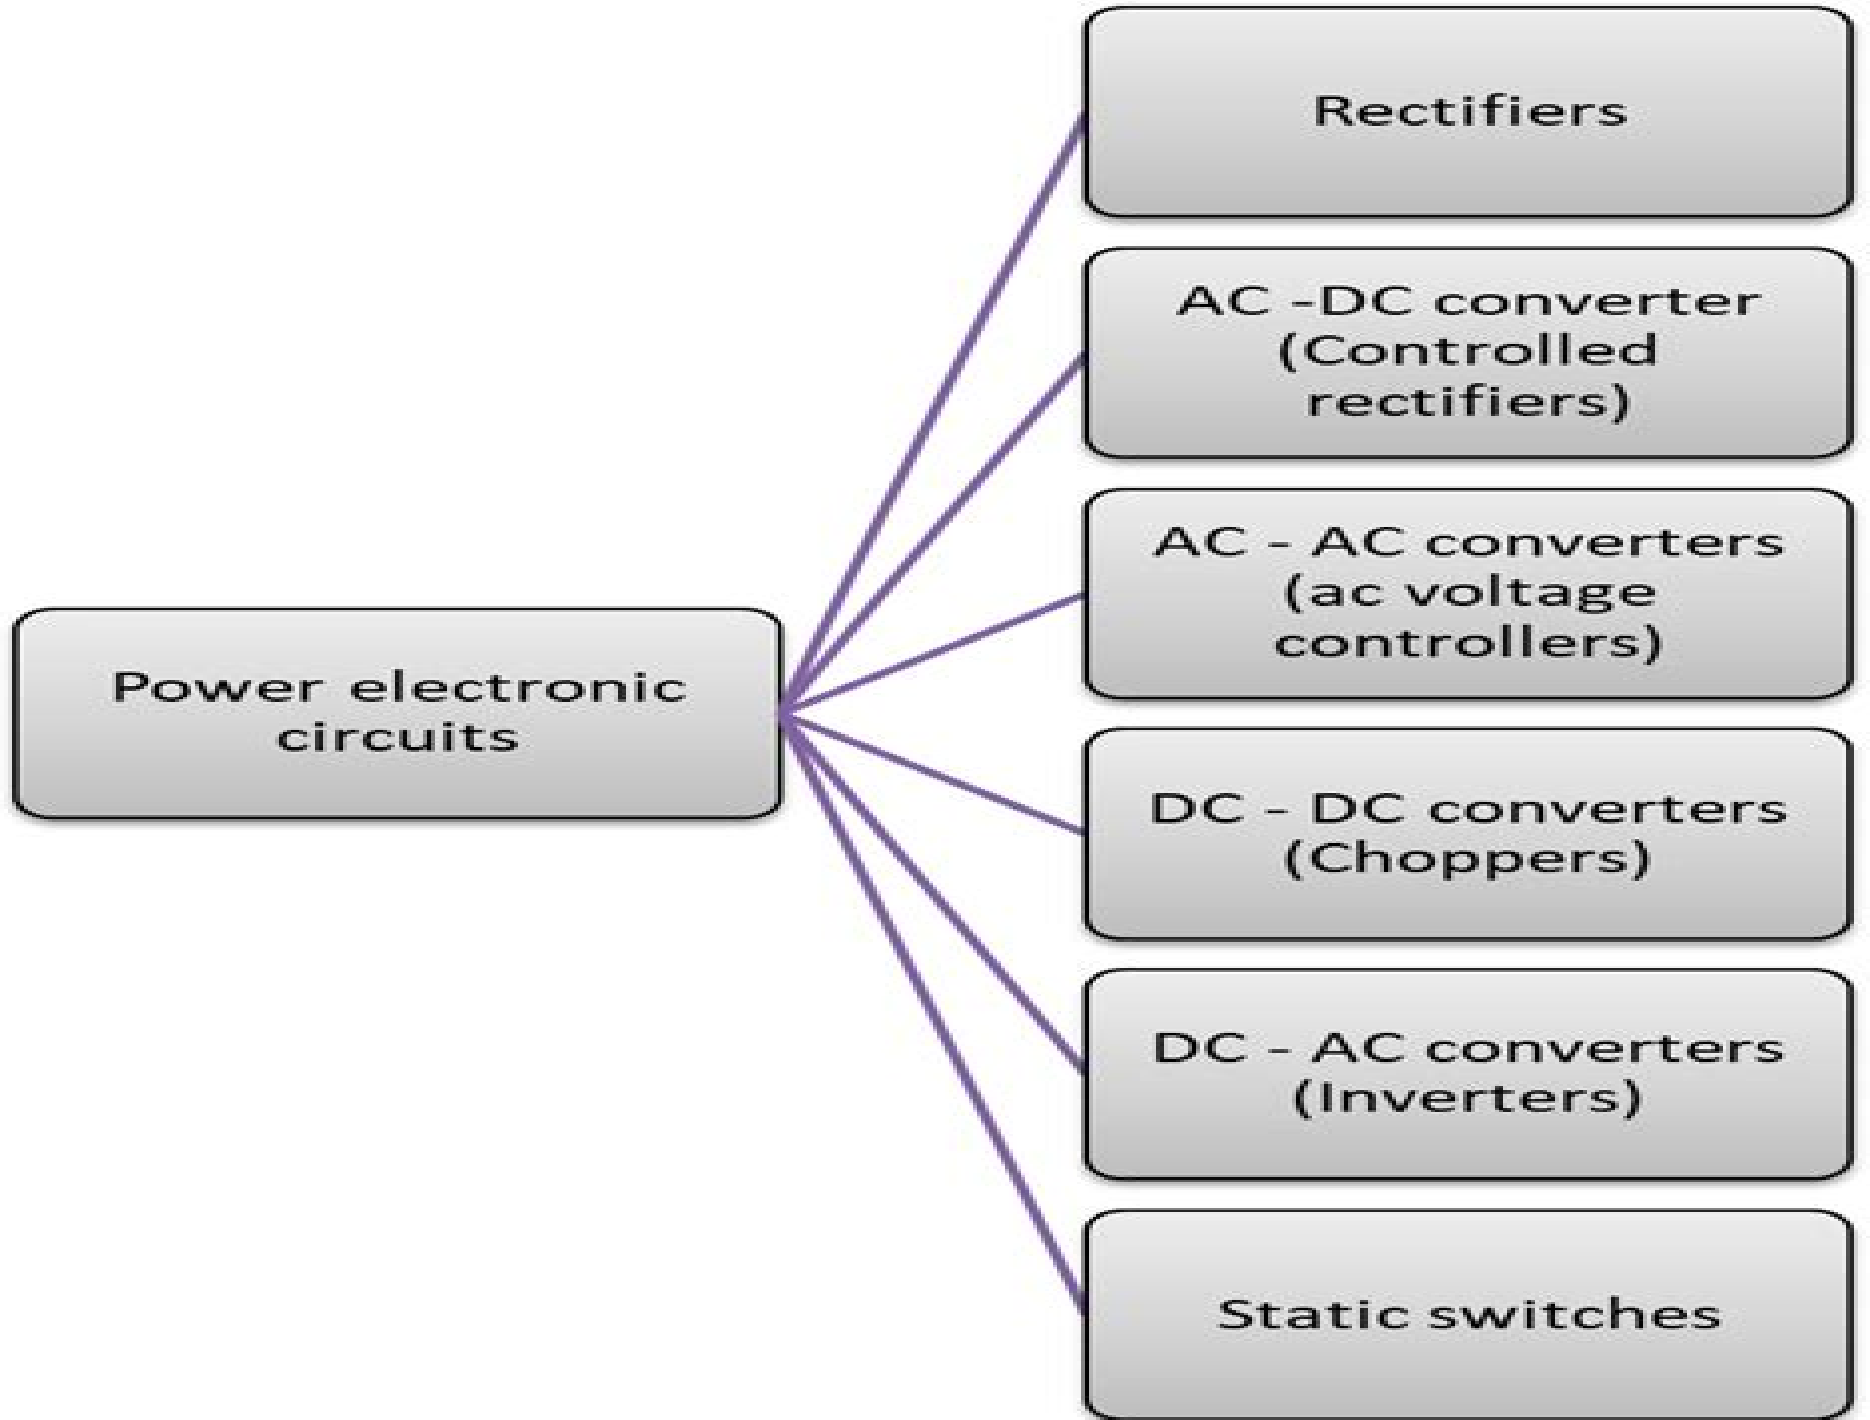 Power electronic
circuits
Rectifiers
AC -DC converter
(Controlled
rectifiers)
AC - AC converters
(ac voltage
controllers)
DC - DC converters
(Choppers)
DC - AC converters
(Inverters)
Static switches